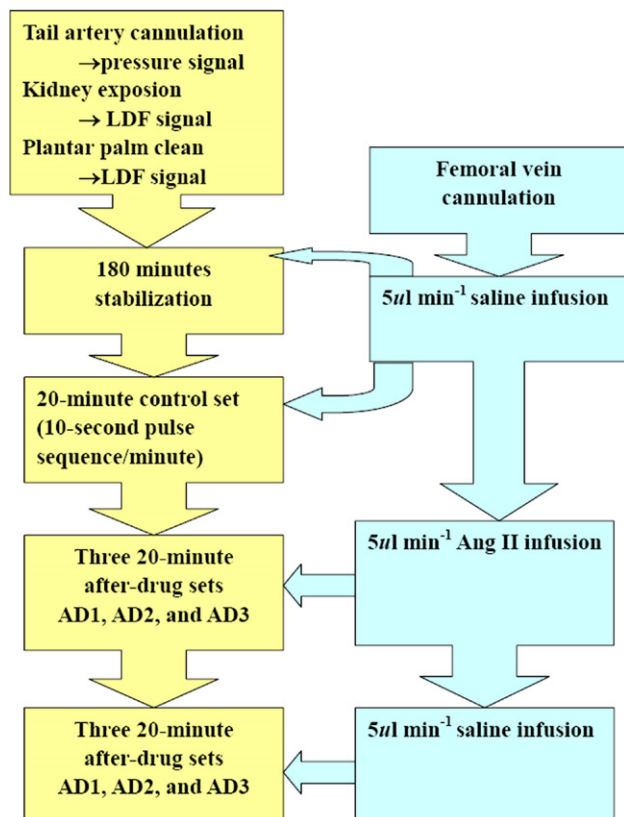 Tail artery cannulation
→pressure signal
Kidney exposion
→ LDF signal
Plantar palm clean
→LDF signal
Femoral vein
cannulation
180 minutes
stabilization
5ul min⁻¹ saline infusion
20-minute control set
(10-second pulse
sequence/minute)
Three 20-minute
after-drug sets
AD1, AD2, and AD3
5ul min⁻¹ Ang II infusion
Three 20-minute
after-drug sets
AD1, AD2, and AD3
5ul min⁻¹ saline infusion